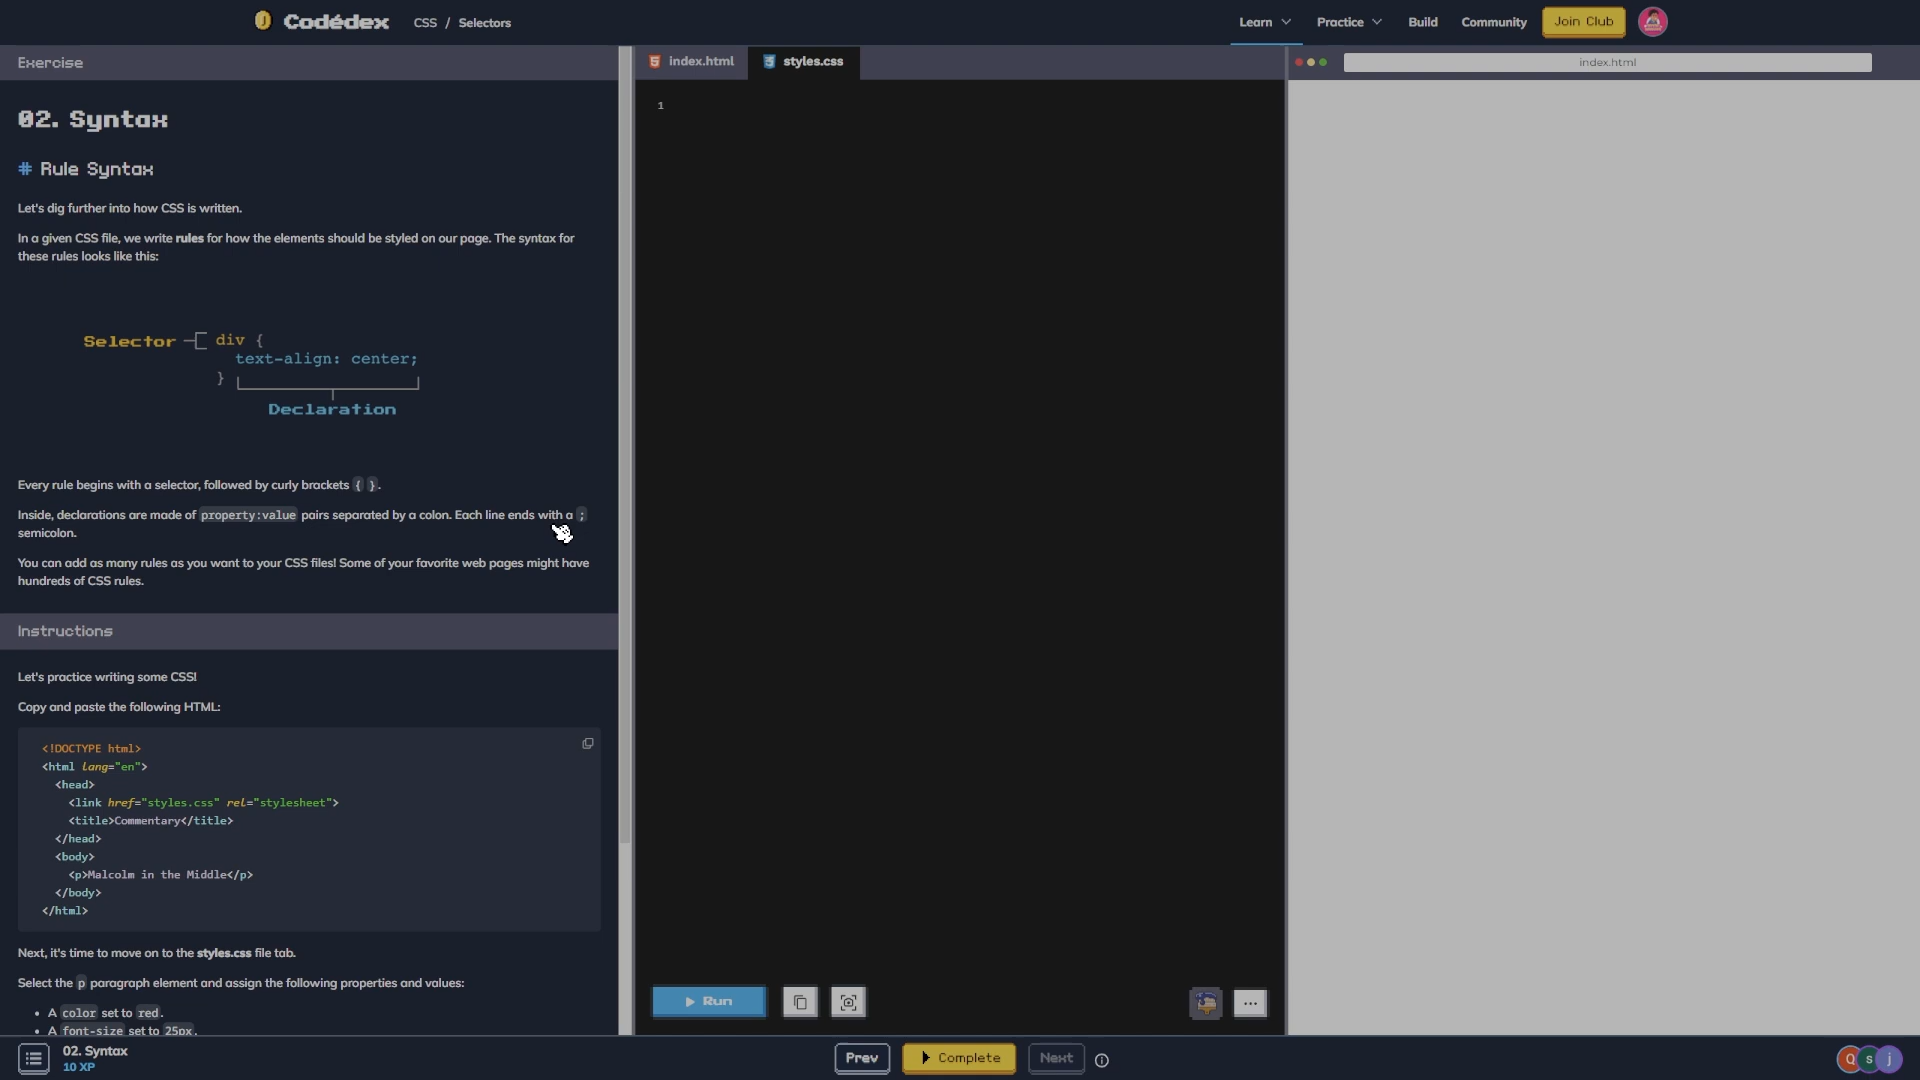 Codédex
CSS / Selectors
Learn
Practice
Build
Community
Join Club
Exercise
02. Syntax
# Rule Syntax
Let's dig further into how CSS is written.
In a given CSS file, we write rules for how the elements should be styled on our page. The syntax for
these rules looks like this:
Selector
div {
text-align: center;
}
Declaration
Every rule begins with a selector, followed by curly brackets { }.
Inside, declarations are made of property:value pairs separated by a colon. Each line ends with a ;
semicolon.
You can add as many rules as you want to your CSS files! Some of your favorite web pages might have
hundreds of CSS rules.
Instructions
Let's practice writing some CSS!
Copy and paste the following HTML:
<!DOCTYPE html>
<html lang="en">
<head>
<link href="styles.css" rel="stylesheet">
<title>Commentary</title>
</head>
<body>
<p>Malcolm in the Middle</p>
</body>
</html>
Next, it's time to move on to the styles.css file tab.
Select the p paragraph element and assign the following properties and values:
• A color set to red.
• A font-size set to 25px.
index.html
styles.css
1
Run
...
index.html
02. Syntax
10 XP
Prev
Complete
Next
Q s j